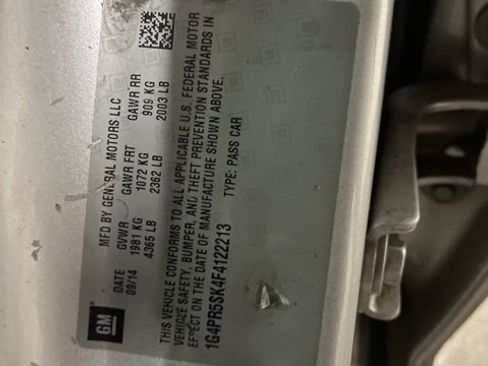 GM
MFD BY GENERAL MOTORS LLC
DATE GVWR GAWR FRT GAWR RR
09/14 1981 KG 1072 KG 909 KG
4365 LB 2362 LB 2003 LB
THIS VEHICLE CONFORMS TO ALL APPLICABLE U.S. FEDERAL MOTOR
VEHICLE SAFETY, BUMPER, AND THEFT PREVENTION STANDARDS IN
EFFECT ON THE DATE OF MANUFACTURE SHOWN ABOVE.
1G4PR5SK4F4122213 TYPE: PASS CAR